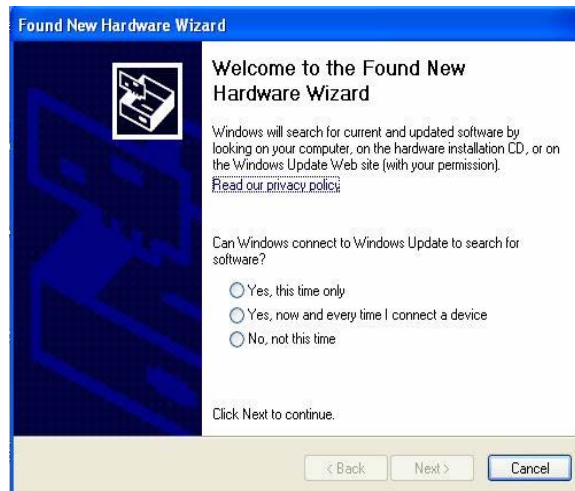 Found New Hardware Wizard
Welcome to the Found New
Hardware Wizard
Windows will search for current and updated software by
looking on your computer, on the hardware installation CD, or on
the Windows Update Web site (with your permission).
Read our privacy policy
Can Windows connect to Windows Update to search for
software?
Yes, this time only
Yes, now and every time I connect a device
No, not this time
Click Next to continue.
< Back Next > Cancel